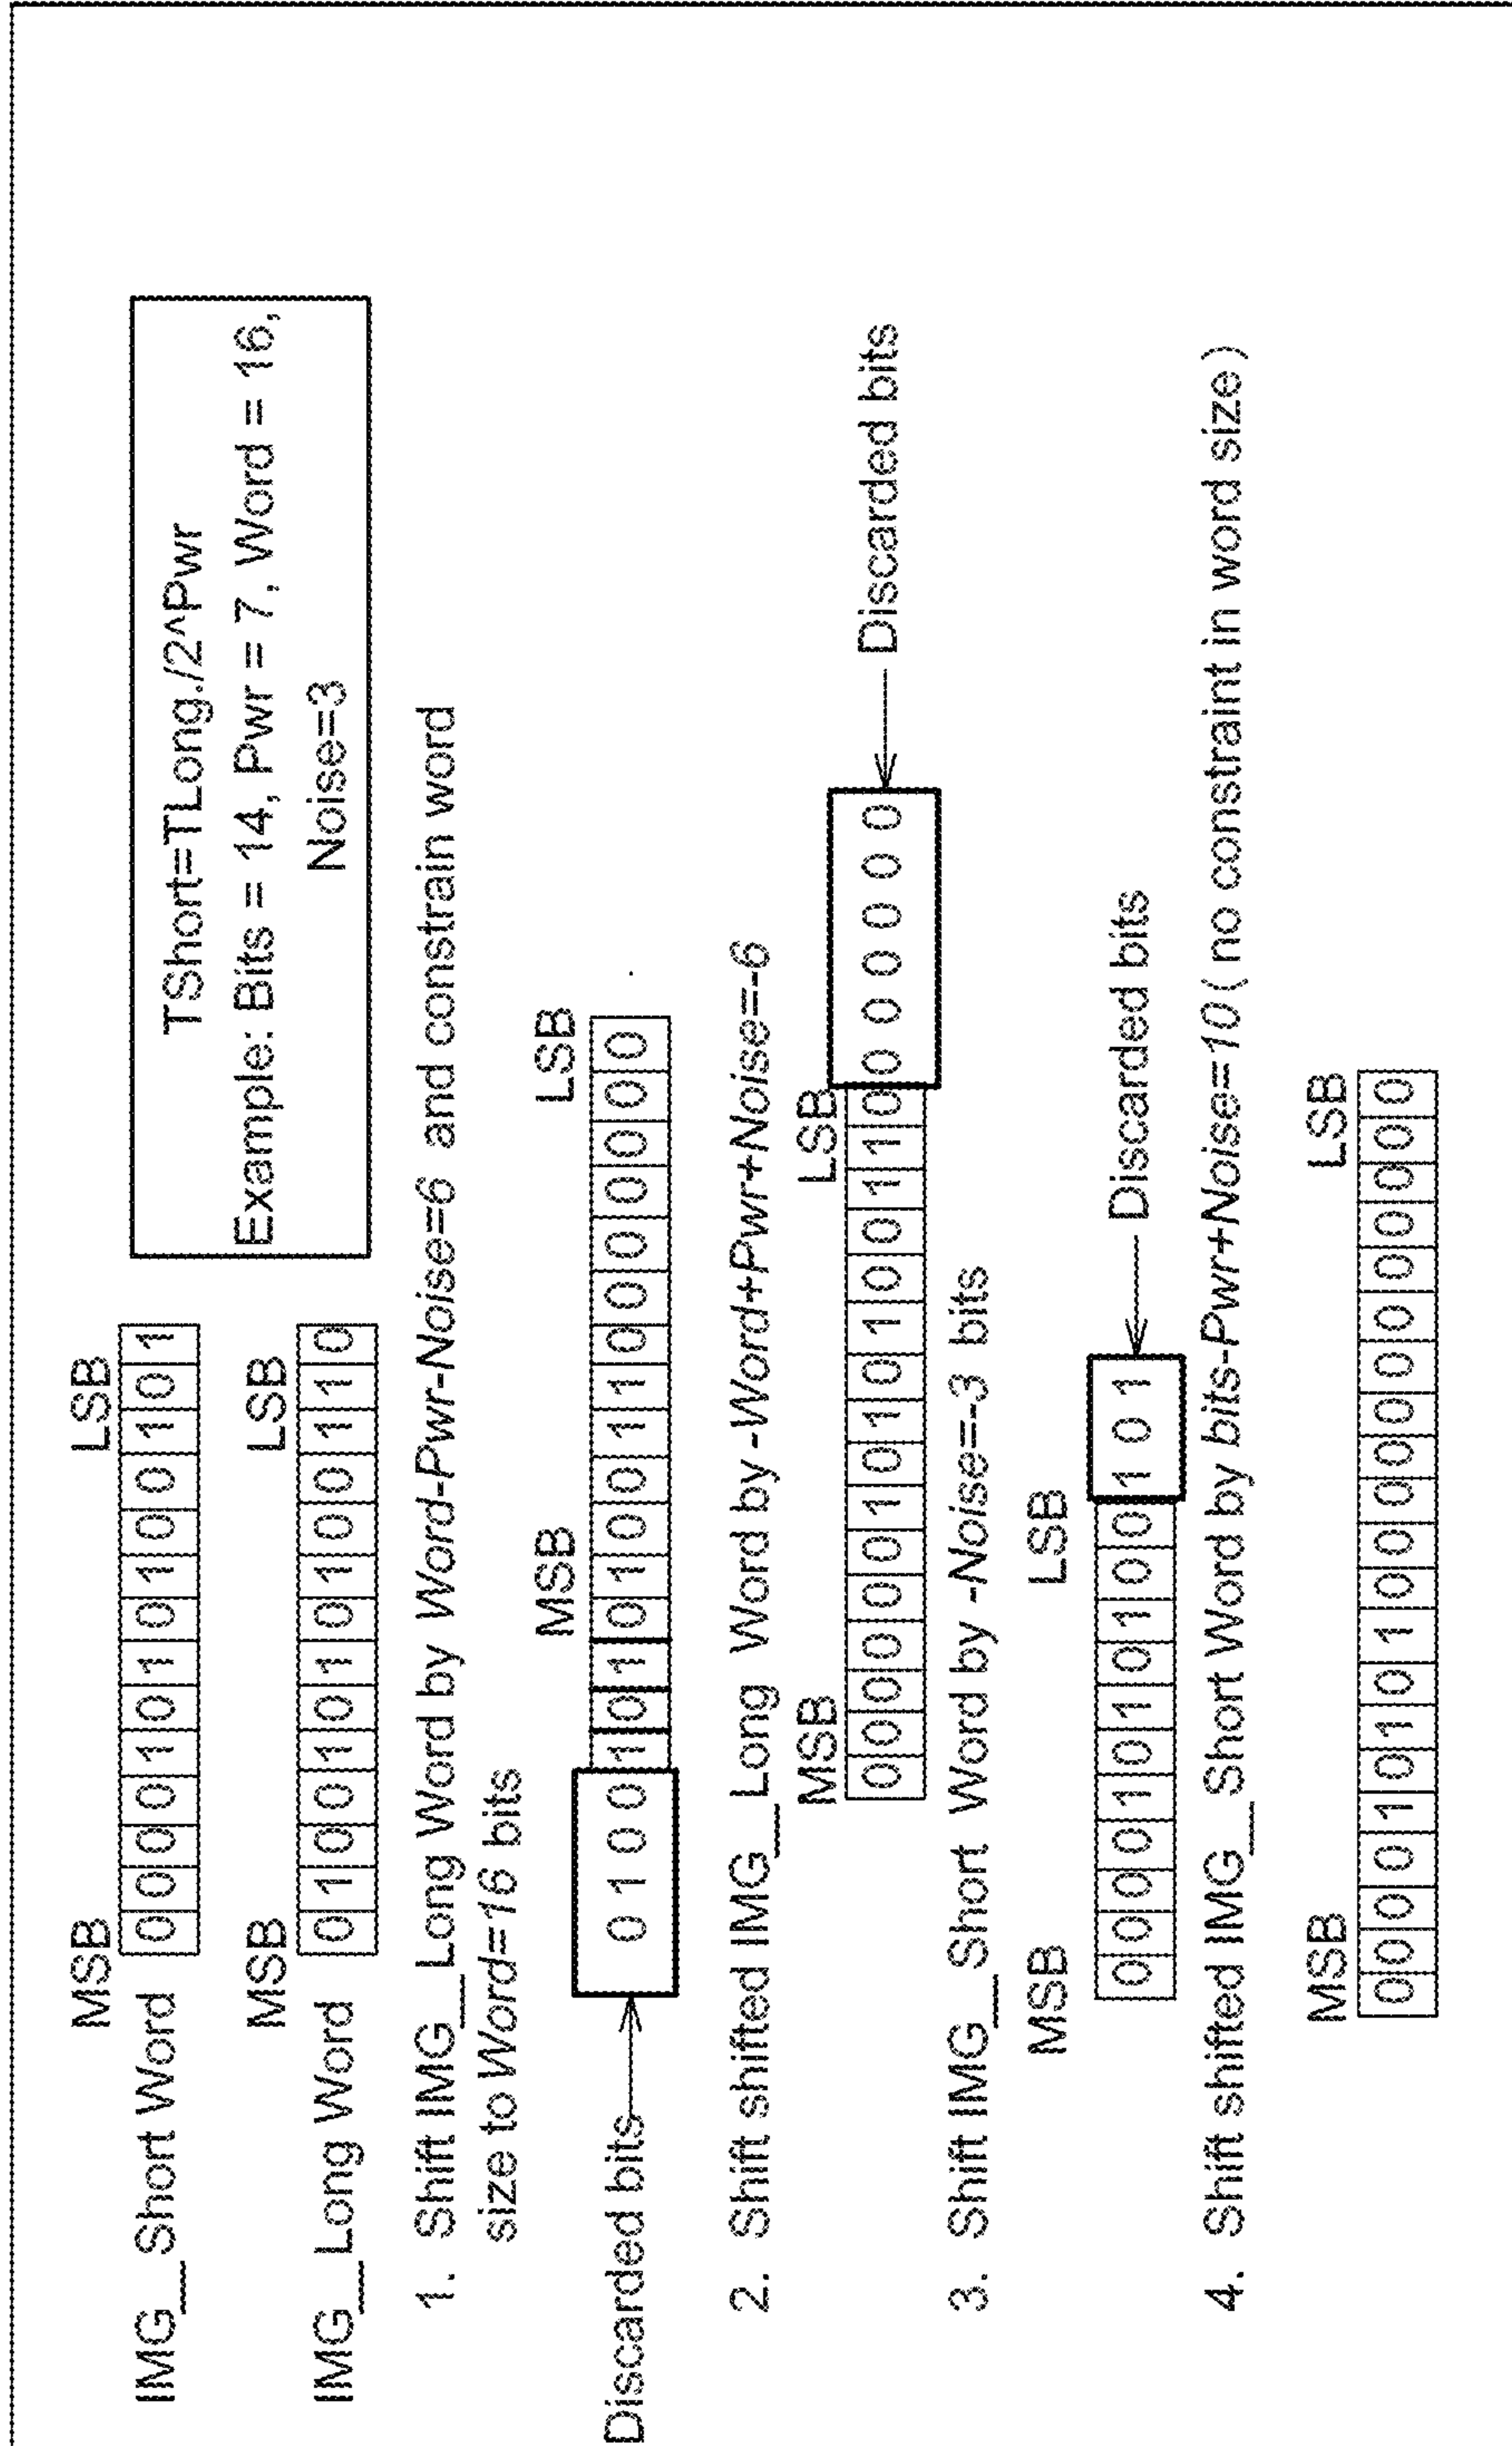 MSB LSB
IMG_Short Word 0 0 0 0 1 0 1 0 1 0 0 1 0 1
MSB LSB
IMG_Long Word 0 1 0 0 1 0 1 0 1 0 0 1 1 0
TShort=TLong./2^Pwr
Example: Bits = 14, Pwr = 7, Word = 16,
Noise=3
1. Shift IMG_Long Word by Word-Pwr-Noise=6 and constrain word
size to Word=16 bits
MSB LSB
Discarded bits 0 1 0 0 1 0 1 0 1 0 0 1 1 0 0 0 0 0 0 0
2. Shift shifted IMG_Long Word by -Word+Pwr+Noise=-6
MSB LSB
0 0 0 0 0 0 1 0 1 0 1 0 0 1 1 0 0 0 0 0 0 0 Discarded bits
3. Shift IMG_Short Word by -Noise=-3 bits
MSB LSB
0 0 0 0 1 0 1 0 1 0 0 1 0 1 Discarded bits
4. Shift shifted IMG_Short Word by bits-Pwr+Noise=10( no constraint in word size)
MSB LSB
0 0 0 0 1 0 1 0 1 0 0 0 0 0 0 0 0 0 0 0 0